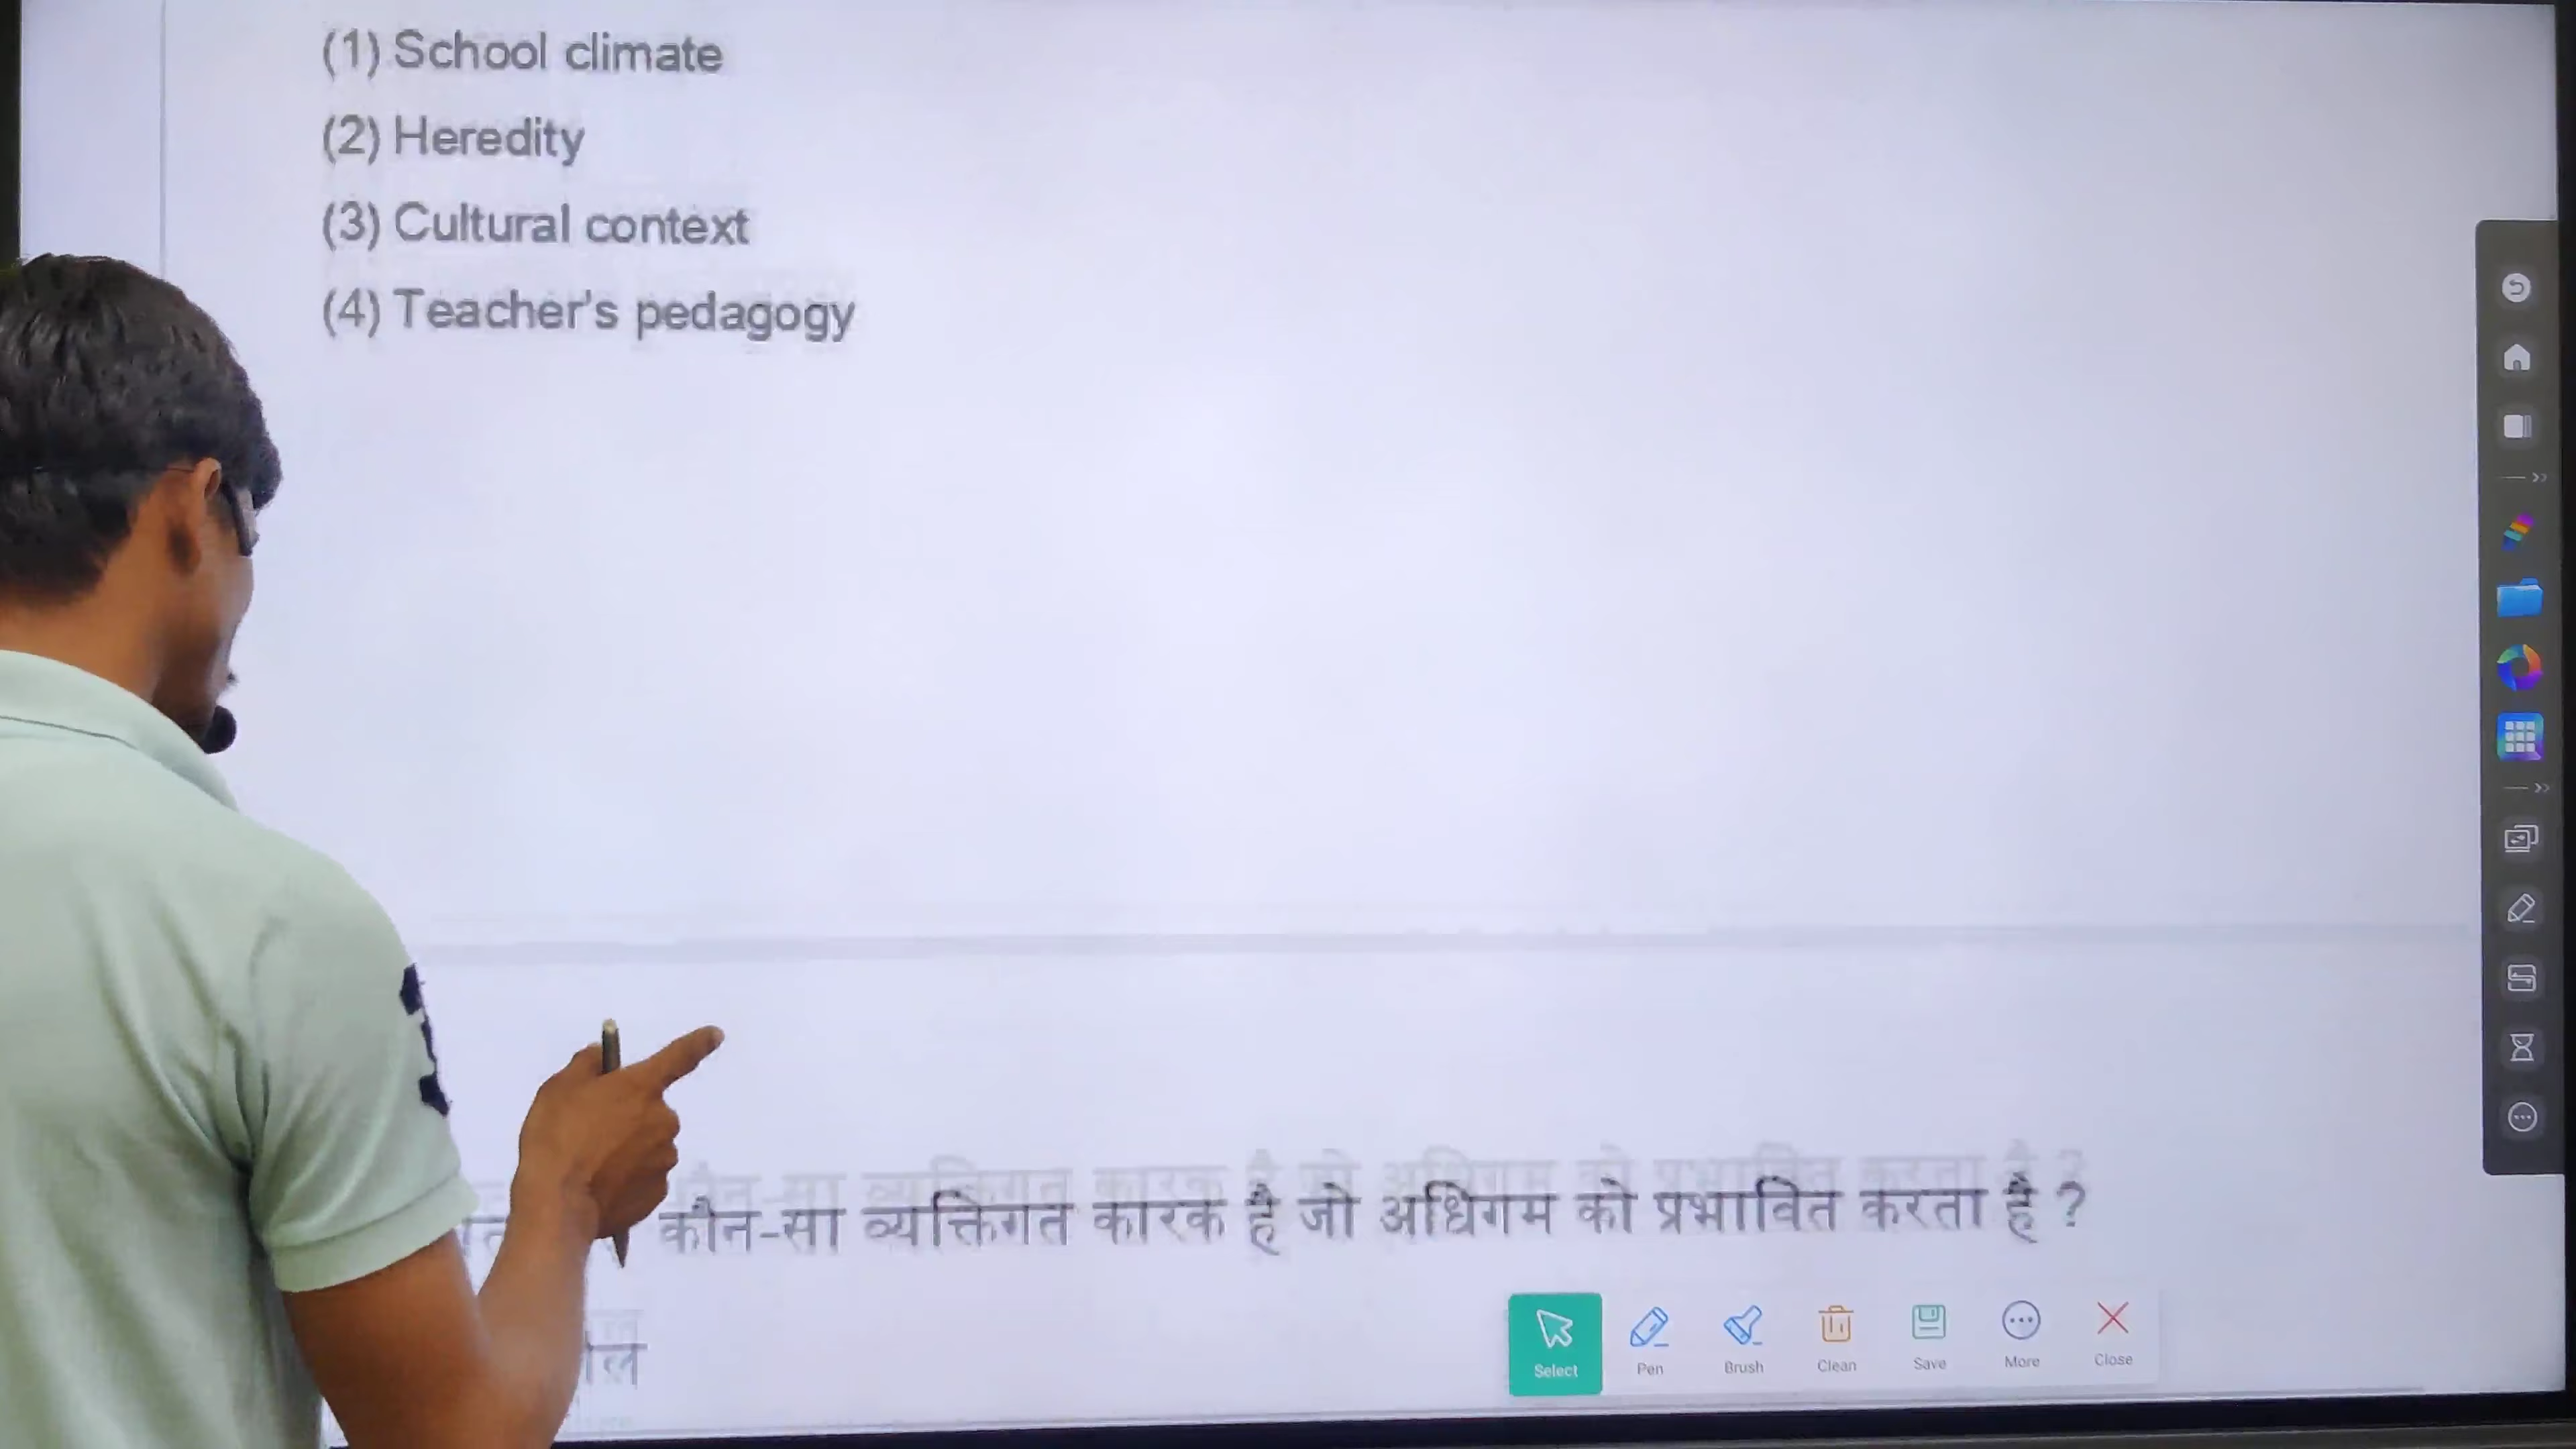 (1) School climate
(2) Heredity
(3) Cultural context
(4) Teacher's pedagogy
कौन-सा व्यक्तिगत कारक है जो अधिगम को प्रभावित करता है ?
Select Pen Brush Clean Save More Close